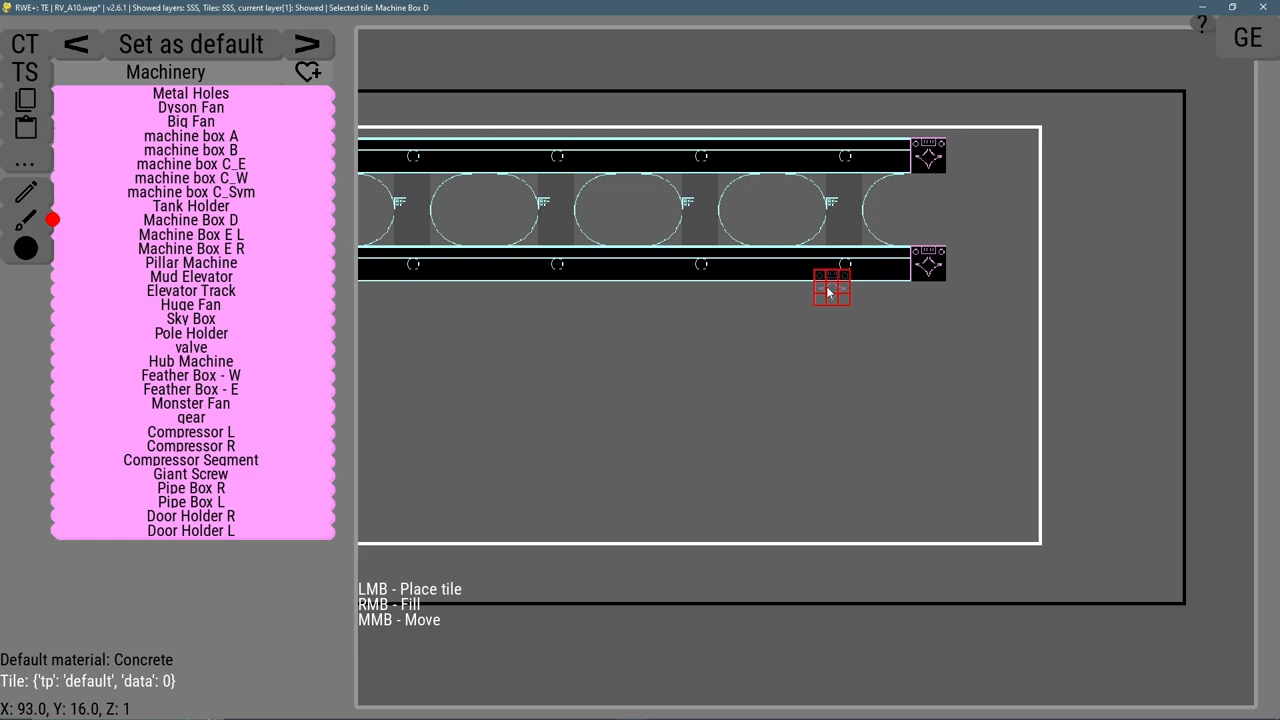 RWE+: TE | RV_A10.wep* | v2.6.1 | Showed layers: SSS, Tiles: SSS, current layer[1]: Showed | Selected tile: Machine Box D
?
CT
<
Set as default
>
GE
TS
Machinery
Metal Holes
Dyson Fan
Big Fan
machine box A
machine box B
machine box C_E
machine box C_W
machine box C_Sym
Tank Holder
Machine Box D
Machine Box E L
Machine Box E R
Pillar Machine
Mud Elevator
Elevator Track
Huge Fan
Sky Box
Pole Holder
valve
Hub Machine
Feather Box - W
Feather Box - E
Monster Fan
gear
Compressor L
Compressor R
Compressor Segment
Giant Screw
Pipe Box R
Pipe Box L
Door Holder R
Door Holder L
...
LMB - Place tile
RMB - Fill
MMB - Move
Default material: Concrete
Tile: {'tp': 'default', 'data': 0}
X: 93.0, Y: 16.0, Z: 1